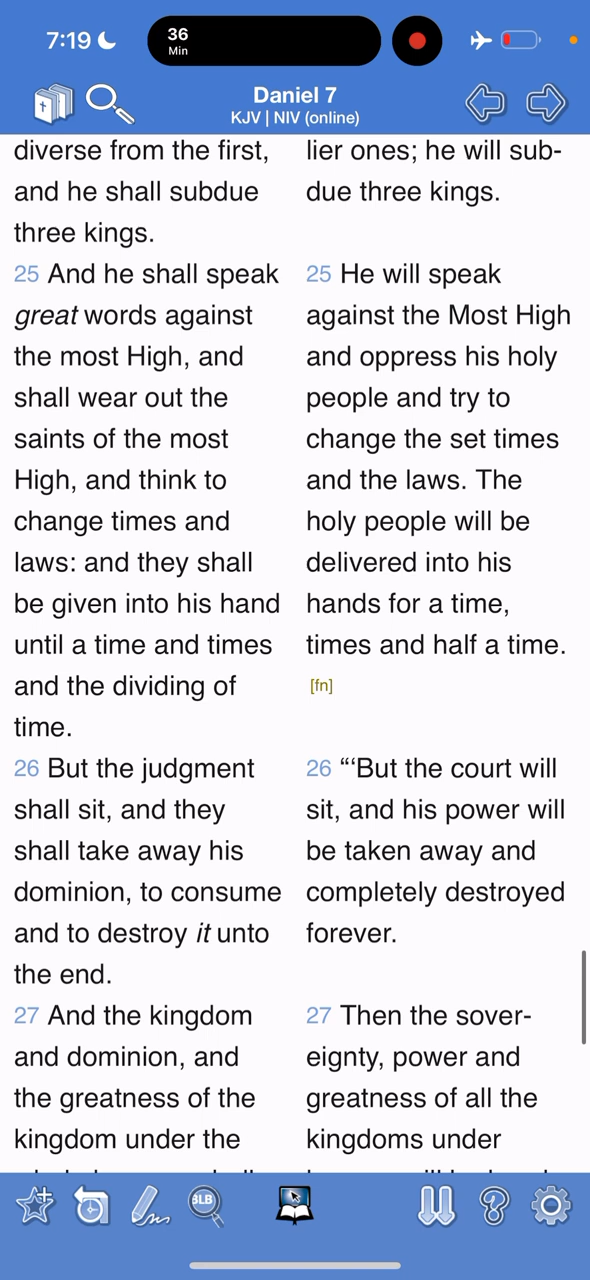 7:19
36
Min
Daniel 7
KJV | NIV (online)
diverse from the first,
and he shall subdue
three kings.
25 And he shall speak
great words against
the most High, and
shall wear out the
saints of the most
High, and think to
change times and
laws: and they shall
be given into his hand
until a time and times
and the dividing of
time.
26 But the judgment
shall sit, and they
shall take away his
dominion, to consume
and to destroy it unto
the end.
27 And the kingdom
and dominion, and
the greatness of the
kingdom under the
lier ones; he will sub-
due three kings.
25 He will speak
against the Most High
and oppress his holy
people and try to
change the set times
and the laws. The
holy people will be
delivered into his
hands for a time,
times and half a time.
[fn]
26 “‘But the court will
sit, and his power will
be taken away and
completely destroyed
forever.
27 Then the sover-
eignty, power and
greatness of all the
kingdoms under
BLB